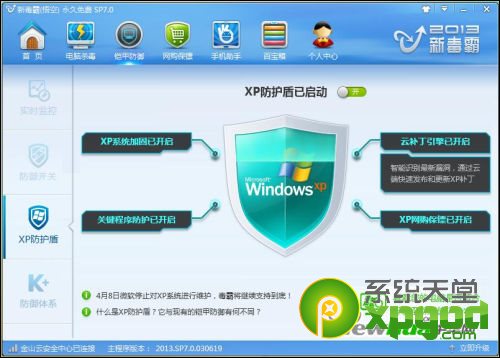 新毒霸(悟空) 永久免费 SP7.0
首 页
电脑杀毒
铠甲防御
网购保镖
手机助手
百宝箱
个人中心
2013
新毒霸
实时监控
防御开关
XP防护盾
K+
防御体系
XP防护盾已启动
开
XP系统加固已开启
云补丁引擎已开启
智能识别最新漏洞，通过云
端快速发布和更新XP补丁
Microsoft
Windows xp
关键程序防护已开启
XP网购保镖已开启
4月8日微软停止对XP系统进行维护，毒霸将继续支持到底！
什么是XP防护盾？它与现有的铠甲防御有何不同？
系统天堂
xpgod.com
金山云安全中心已连接
主程序版本： 2013.SP7.0.030619
立即升级